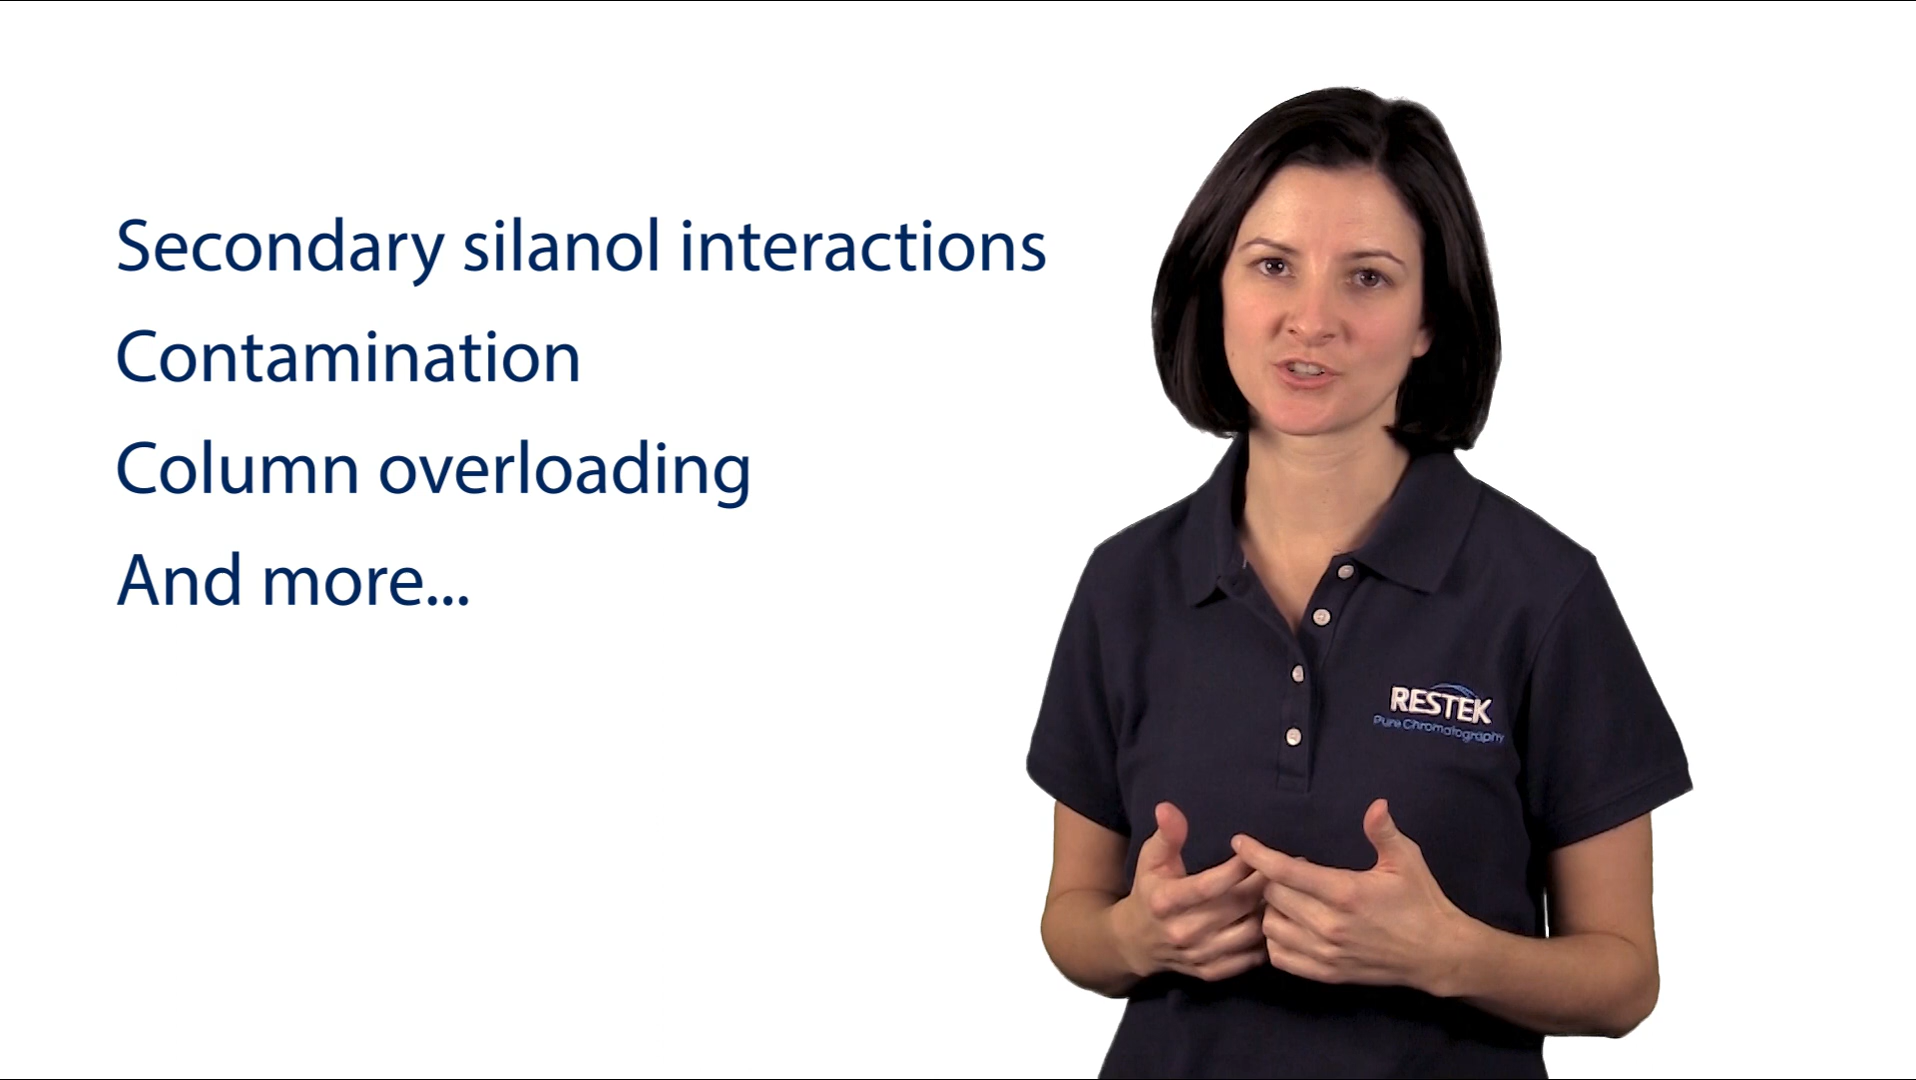 Secondary silanol interactions
Contamination
Column overloading
And more...
RESTEK
Pure Chromatography